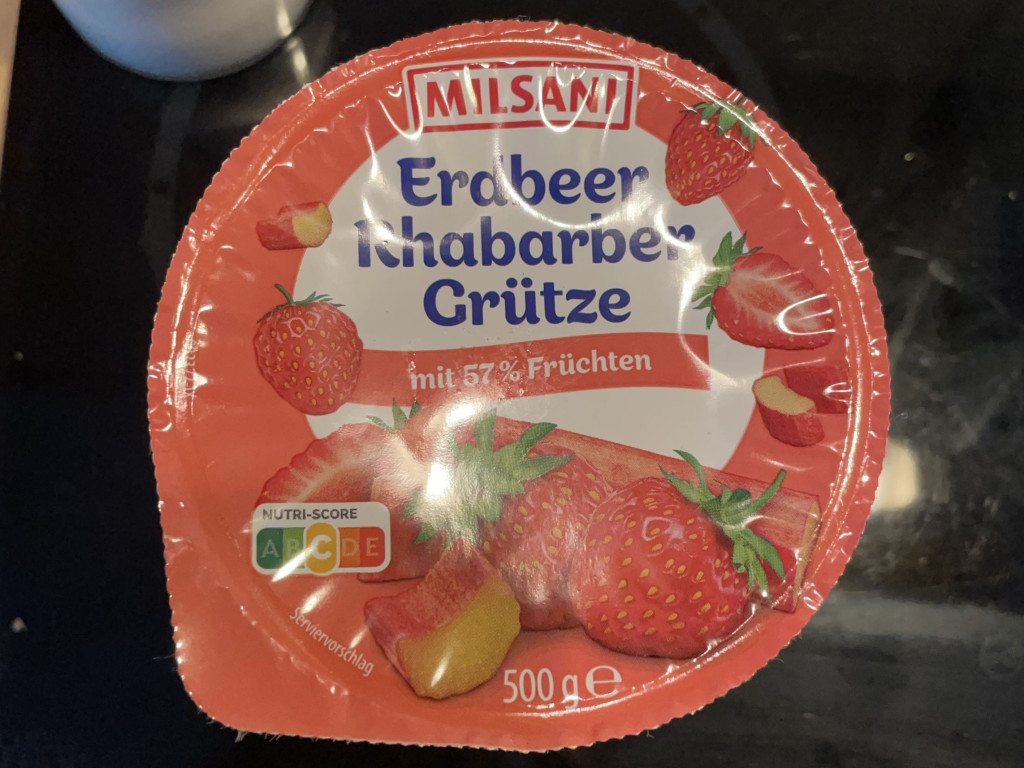 MILSANI
Erdbeer
Rhabarber
Grütze
mit 57% Früchten
NUTRI-SCORE
A B C D E
Serviervorschlag
500 g ℮